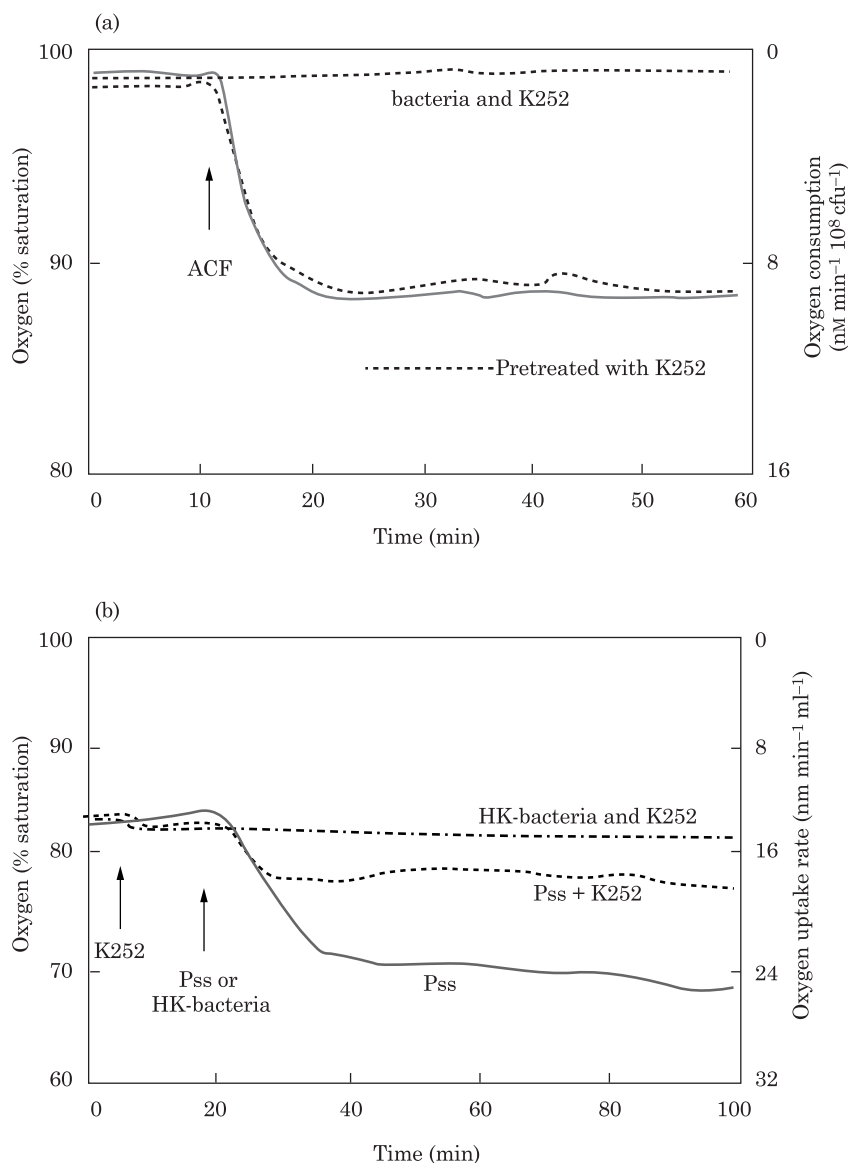 (a)
100
90
80
Oxygen (% saturation)
0
8
16
Oxygen consumption
(nM min⁻¹ 10⁸ cfu⁻¹)
bacteria and K252
ACF
Pretreated with K252
0 10 20 30 40 50 60
Time (min)
(b)
100
90
80
70
60
Oxygen (% saturation)
0
8
16
24
32
Oxygen uptake rate (nm min⁻¹ ml⁻¹)
HK-bacteria and K252
Pss + K252
K252
Pss or
HK-bacteria
Pss
0 20 40 60 80 100
Time (min)